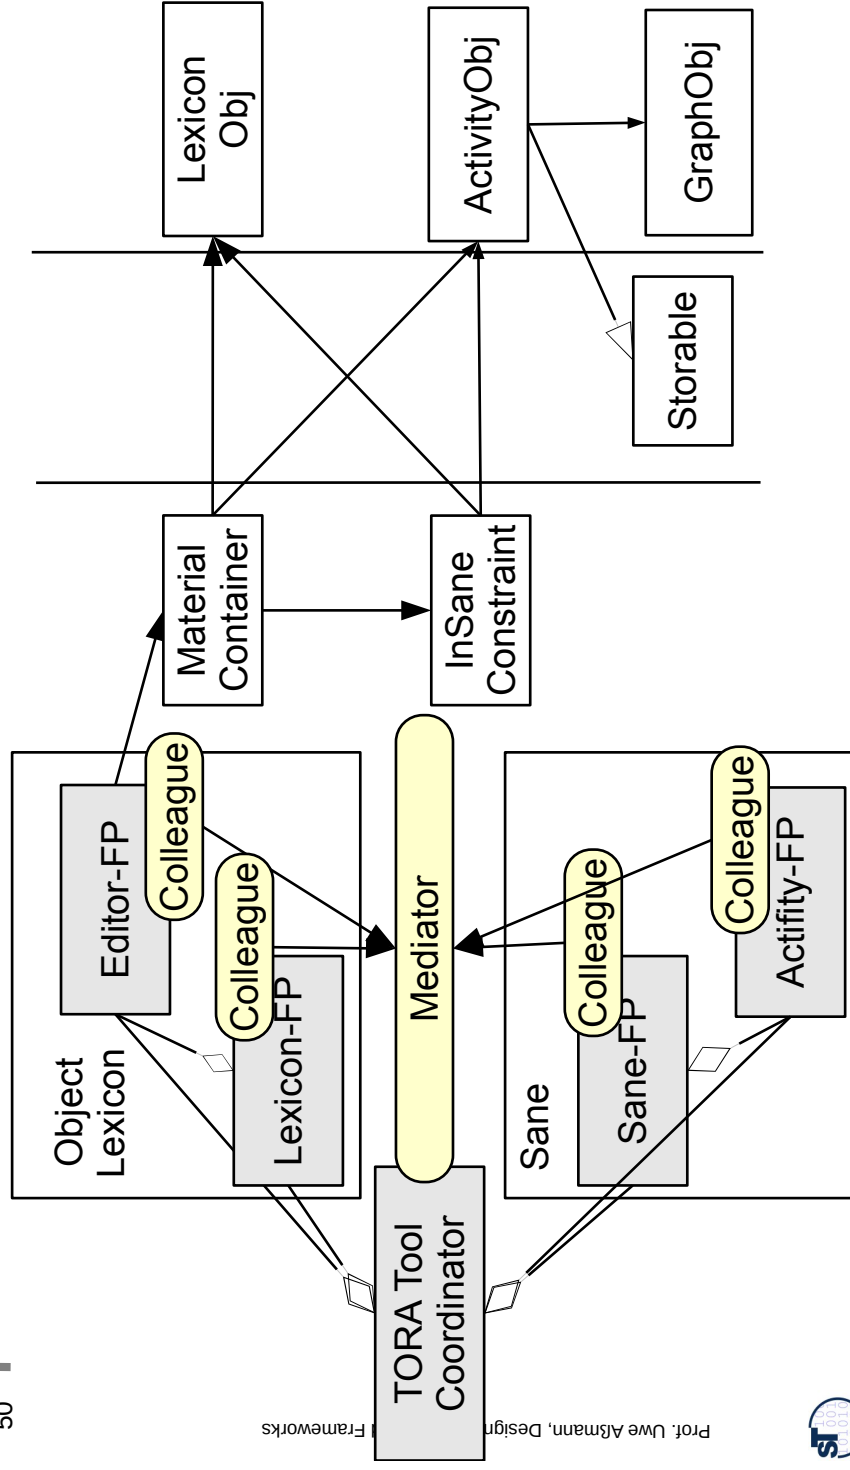 50
Object
Lexicon
Editor-FP
Colleague
Colleague
Lexicon-FP
TORA Tool
Coordinator
Mediator
Sane
Colleague
Sane-FP
Colleague
Actifity-FP
Material
Container
InSane
Constraint
Lexicon
Obj
ActivityObj
Storable
GraphObj
Prof. Uwe Aßmann, Design Frameworks
ST